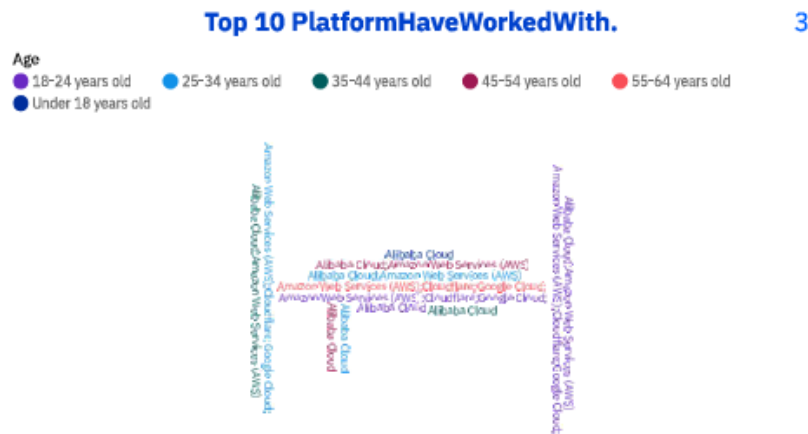 Top 10 PlatformHaveWorkedWith.
3
Age
18-24 years old
25-34 years old
35-44 years old
45-54 years old
55-64 years old
Under 18 years old
Amazon Web Services (AWS);Cloudflare;Google Cloud;
Alibaba Cloud;Amazon Web Services (AWS)
Alibaba Cloud
Alibaba Cloud;Amazon Web Services (AWS)
Alibaba Cloud;Amazon Web Services (AWS)
Amazon Web Services (AWS);Cloudflare;Google Cloud;
Amazon Web Services (AWS);Cloudflare;Google Cloud;
Alibaba Cloud
Alibaba Cloud
Alibaba Cloud
Alibaba Cloud
Amazon Web Services (AWS);Cloudflare;Google Cloud;
Alibaba Cloud;Amazon Web Services (AWS)